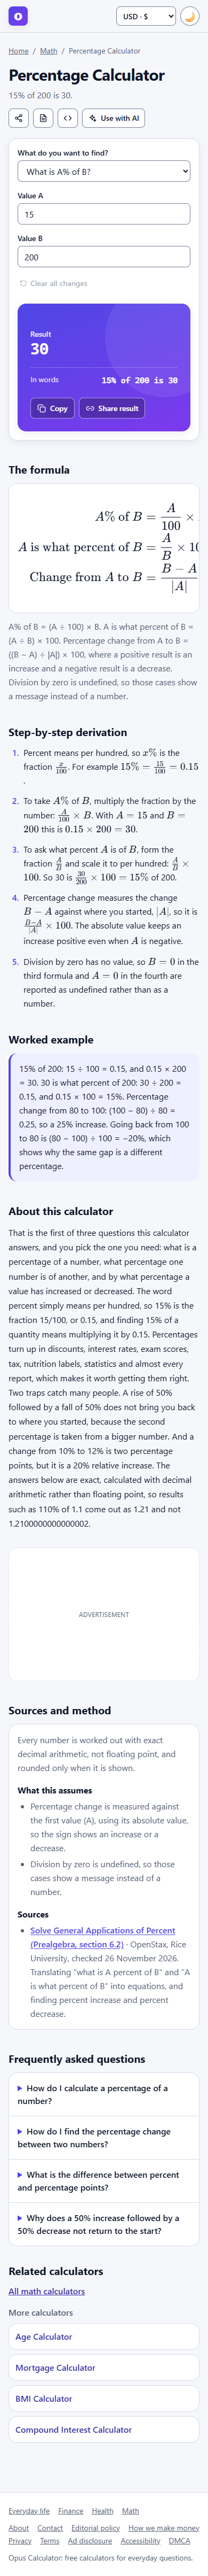 o
USD · $
Home / Math / Percentage Calculator
Percentage Calculator
15% of 200 is 30.
Use with AI
What do you want to find?
What is A% of B?
Value A
15
Value B
200
Clear all changes
Result
30
In words 15% of 200 is 30
Copy
Share result
The formula
A% of B = A/100 ×
A is what percent of B = A/B × 10
Change from A to B = B − A/|A|
A% of B = (A ÷ 100) × B. A is what percent of B =
(A ÷ B) × 100. Percentage change from A to B =
((B − A) ÷ |A|) × 100, where a positive result is an
increase and a negative result is a decrease.
Division by zero is undefined, so those cases show
a message instead of a number.
Step-by-step derivation
1. Percent means per hundred, so x% is the
fraction x/100. For example 15% = 15/100 = 0.15
.
2. To take A% of B, multiply the fraction by the
number: A/100 × B. With A = 15 and B =
200 this is 0.15 × 200 = 30.
3. To ask what percent A is of B, form the
fraction A/B and scale it to per hundred: A/B ×
100. So 30 is 30/200 × 100 = 15% of 200.
4. Percentage change measures the change
B − A against where you started, |A|, so it is
B−A/|A| × 100. The absolute value keeps an
increase positive even when A is negative.
5. Division by zero has no value, so B = 0 in the
third formula and A = 0 in the fourth are
reported as undefined rather than as a
number.
Worked example
15% of 200: 15 ÷ 100 = 0.15, and 0.15 × 200
= 30. 30 is what percent of 200: 30 ÷ 200 =
0.15, and 0.15 × 100 = 15%. Percentage
change from 80 to 100: (100 − 80) ÷ 80 =
0.25, so a 25% increase. Going back from 100
to 80 is (80 − 100) ÷ 100 = −20%, which
shows why the same gap is a different
percentage.
About this calculator
That is the first of three questions this calculator
answers, and you pick the one you need: what is a
percentage of a number, what percentage one
number is of another, and by what percentage a
value has increased or decreased. The word
percent simply means per hundred, so 15% is the
fraction 15/100, or 0.15, and finding 15% of a
quantity means multiplying it by 0.15. Percentages
turn up in discounts, interest rates, exam scores,
tax, nutrition labels, statistics and almost every
report, which makes it worth getting them right.
Two traps catch many people. A rise of 50%
followed by a fall of 50% does not bring you back
to where you started, because the second
percentage is taken from a bigger number. And a
change from 10% to 12% is two percentage
points, but it is a 20% relative increase. The
answers below are exact, calculated with decimal
arithmetic rather than floating point, so results
such as 110% of 1.1 come out as 1.21 and not
1.2100000000000002.
ADVERTISEMENT
Sources and method
Every number is worked out with exact
decimal arithmetic, not floating point, and
rounded only when it is shown.
What this assumes
Percentage change is measured against
the first value (A), using its absolute value,
so the sign shows an increase or a
decrease.
Division by zero is undefined, so those
cases show a message instead of a
number.
Sources
Solve General Applications of Percent
(Prealgebra, section 6.2) · OpenStax, Rice
University, checked 26 November 2026.
Translating "what is A percent of B" and "A
is what percent of B" into equations, and
finding percent increase and percent
decrease.
Frequently asked questions
How do I calculate a percentage of a
number?
How do I find the percentage change
between two numbers?
What is the difference between percent
and percentage points?
Why does a 50% increase followed by a
50% decrease not return to the start?
Related calculators
All math calculators
More calculators
Age Calculator
Mortgage Calculator
BMI Calculator
Compound Interest Calculator
Everyday life Finance Health Math
About Contact Editorial policy How we make money
Privacy Terms Ad disclosure Accessibility DMCA
Opus Calculator: free calculators for everyday questions.